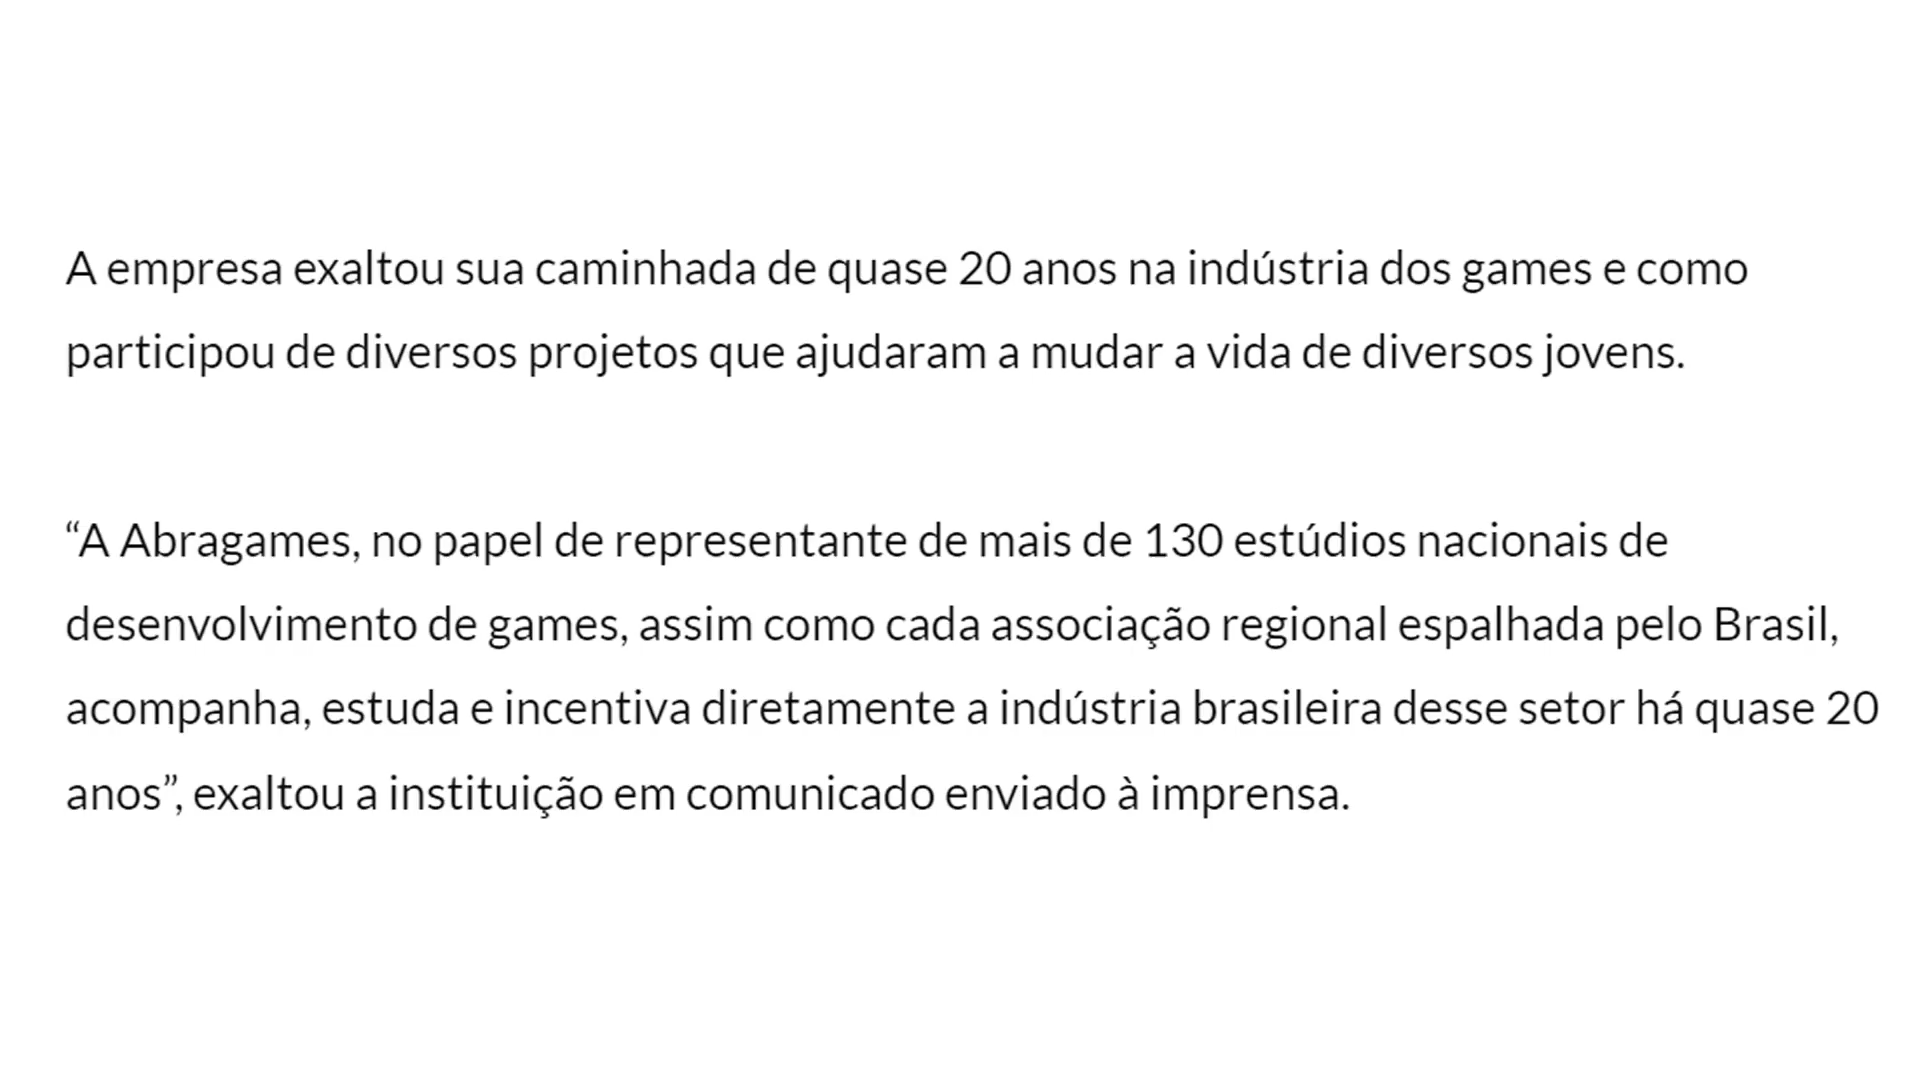 A empresa exaltou sua caminhada de quase 20 anos na indústria dos games e como
participou de diversos projetos que ajudaram a mudar a vida de diversos jovens.
“A Abragames, no papel de representante de mais de 130 estúdios nacionais de
desenvolvimento de games, assim como cada associação regional espalhada pelo Brasil,
acompanha, estuda e incentiva diretamente a indústria brasileira desse setor há quase 20
anos”, exaltou a instituição em comunicado enviado à imprensa.